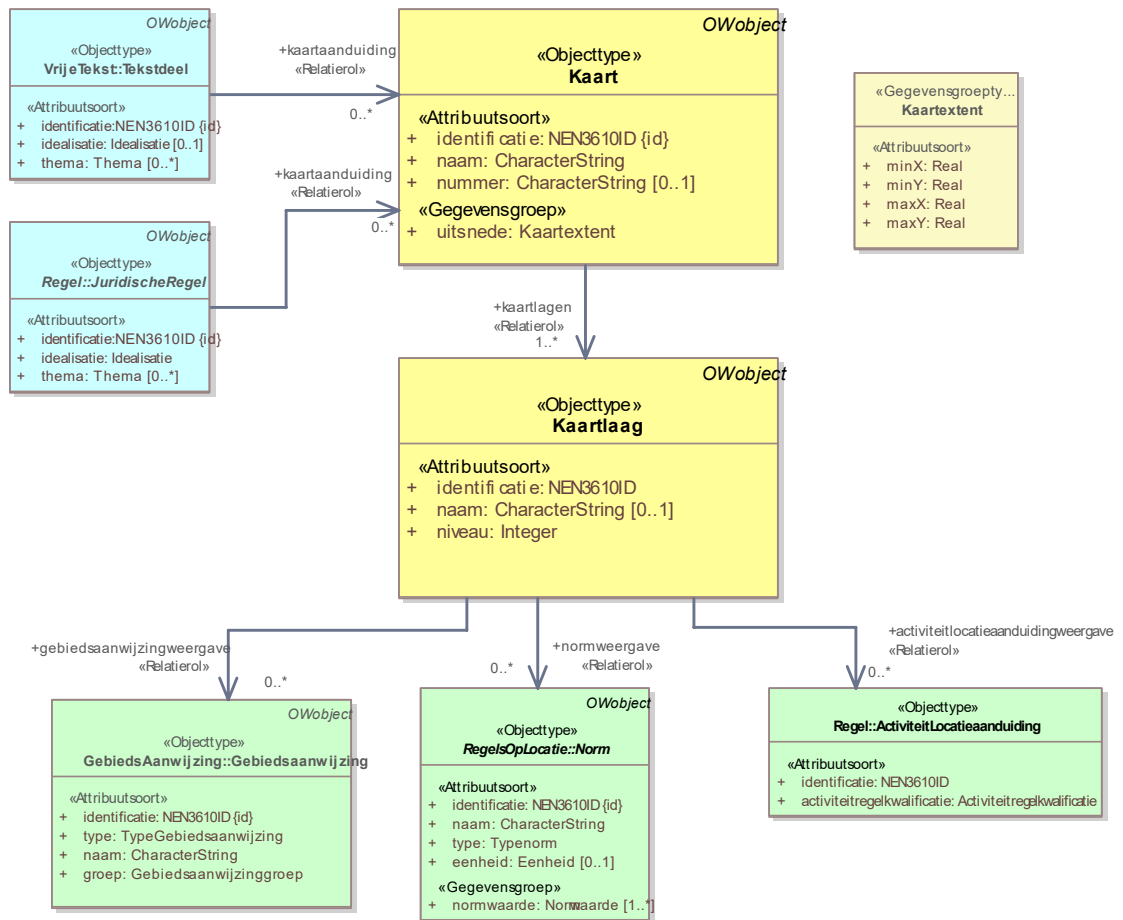 OWobject
«Objecttype»
VrijeTekst::Tekstdeel
«Attribuutsoort»
+ identificatie:NEN3610ID {id}
+ idealisatie: Idealisatie [0..1]
+ thema: Thema [0..*]
+kaartaanduiding
«Relatierol»
0..*
OWobject
«Objecttype»
Kaart
«Attribuutsoort»
+ identificatie: NEN3610ID {id}
+ naam: CharacterString
+ nummer: CharacterString [0..1]
«Gegevensgroep»
+ uitsnede: Kaartextent
«Gegevensgroepty...
Kaartextent
«Attribuutsoort»
+ minX: Real
+ minY: Real
+ maxX: Real
+ maxY: Real
+kaartaanduiding
«Relatierol»
0..*
OWobject
«Objecttype»
Regel::JuridischeRegel
«Attribuutsoort»
+ identificatie:NEN3610ID {id}
+ idealisatie: Idealisatie
+ thema: Thema [0..*]
+kaartlagen
«Relatierol»
1..*
OWobject
«Objecttype»
Kaartlaag
«Attribuutsoort»
+ identificatie: NEN3610ID
+ naam: CharacterString [0..1]
+ niveau: Integer
+gebiedsaanwijzingweergave
«Relatierol»
0..*
+normweergave
«Relatierol»
0..*
+activiteitlocatieaanduidingweergave
«Relatierol»
0..*
OWobject
«Objecttype»
GebiedsAanwijzing::Gebiedsaanwijzing
«Attribuutsoort»
+ identificatie: NEN3610ID {id}
+ type: TypeGebiedsaanwijzing
+ naam: CharacterString
+ groep: Gebiedsaanwijzinggroep
OWobject
«Objecttype»
RegelsOpLocatie::Norm
«Attribuutsoort»
+ identificatie: NEN3610ID {id}
+ naam: CharacterString
+ type: Typenorm
+ eenheid: Eenheid [0..1]
«Gegevensgroep»
+ normwaarde: Normwaarde [1..*]
«Objecttype»
Regel::ActiviteitLocatieaanduiding
«Attribuutsoort»
+ identificatie: NEN3610ID
+ activiteitregelkwalificatie: Activiteitregelkwalificatie